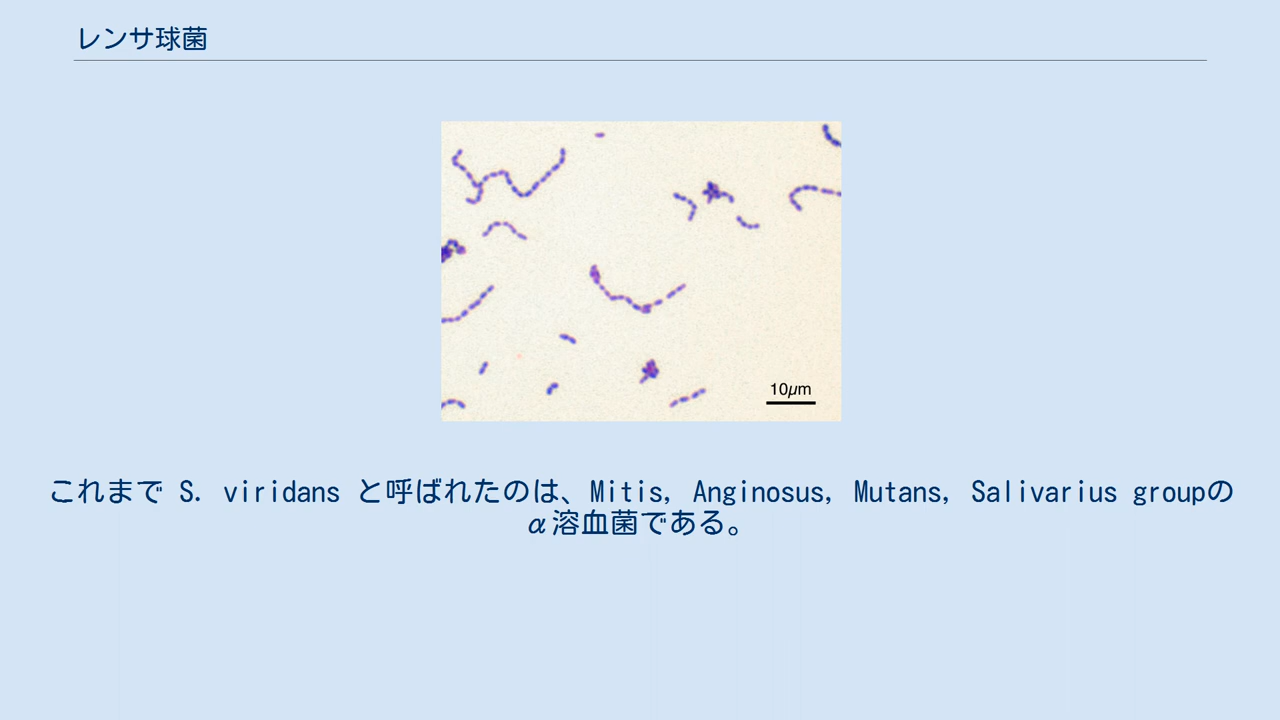 レンサ球菌
10μm
これまで S. viridans と呼ばれたのは、Mitis, Anginosus, Mutans, Salivarius groupの
α溶血菌である。